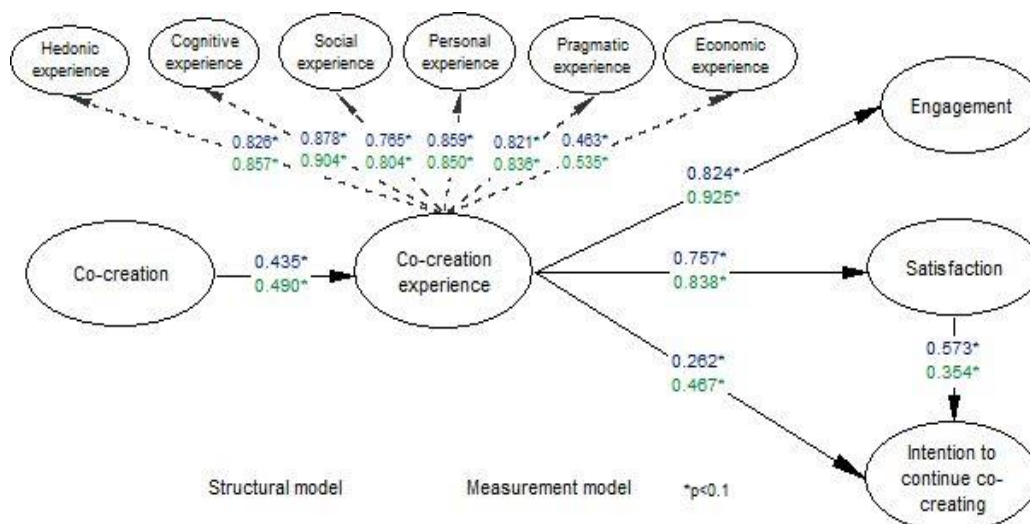 Hedonic
experience
Cognitive
experience
Social
experience
Personal
experience
Pragmatic
experience
Economic
experience
Engagement
0.826*
0.878*
0.765*
0.859*
0.821*
0.463*
0.857*
0.904*
0.804*
0.850*
0.836*
0.535*
0.824*
0.925*
Co-creation
0.435*
0.490*
Co-creation
experience
0.757*
0.838*
Satisfaction
0.573*
0.354*
0.262*
0.467*
Intention to
continue co-
creating
Structural model
Measurement model
*p<0.1